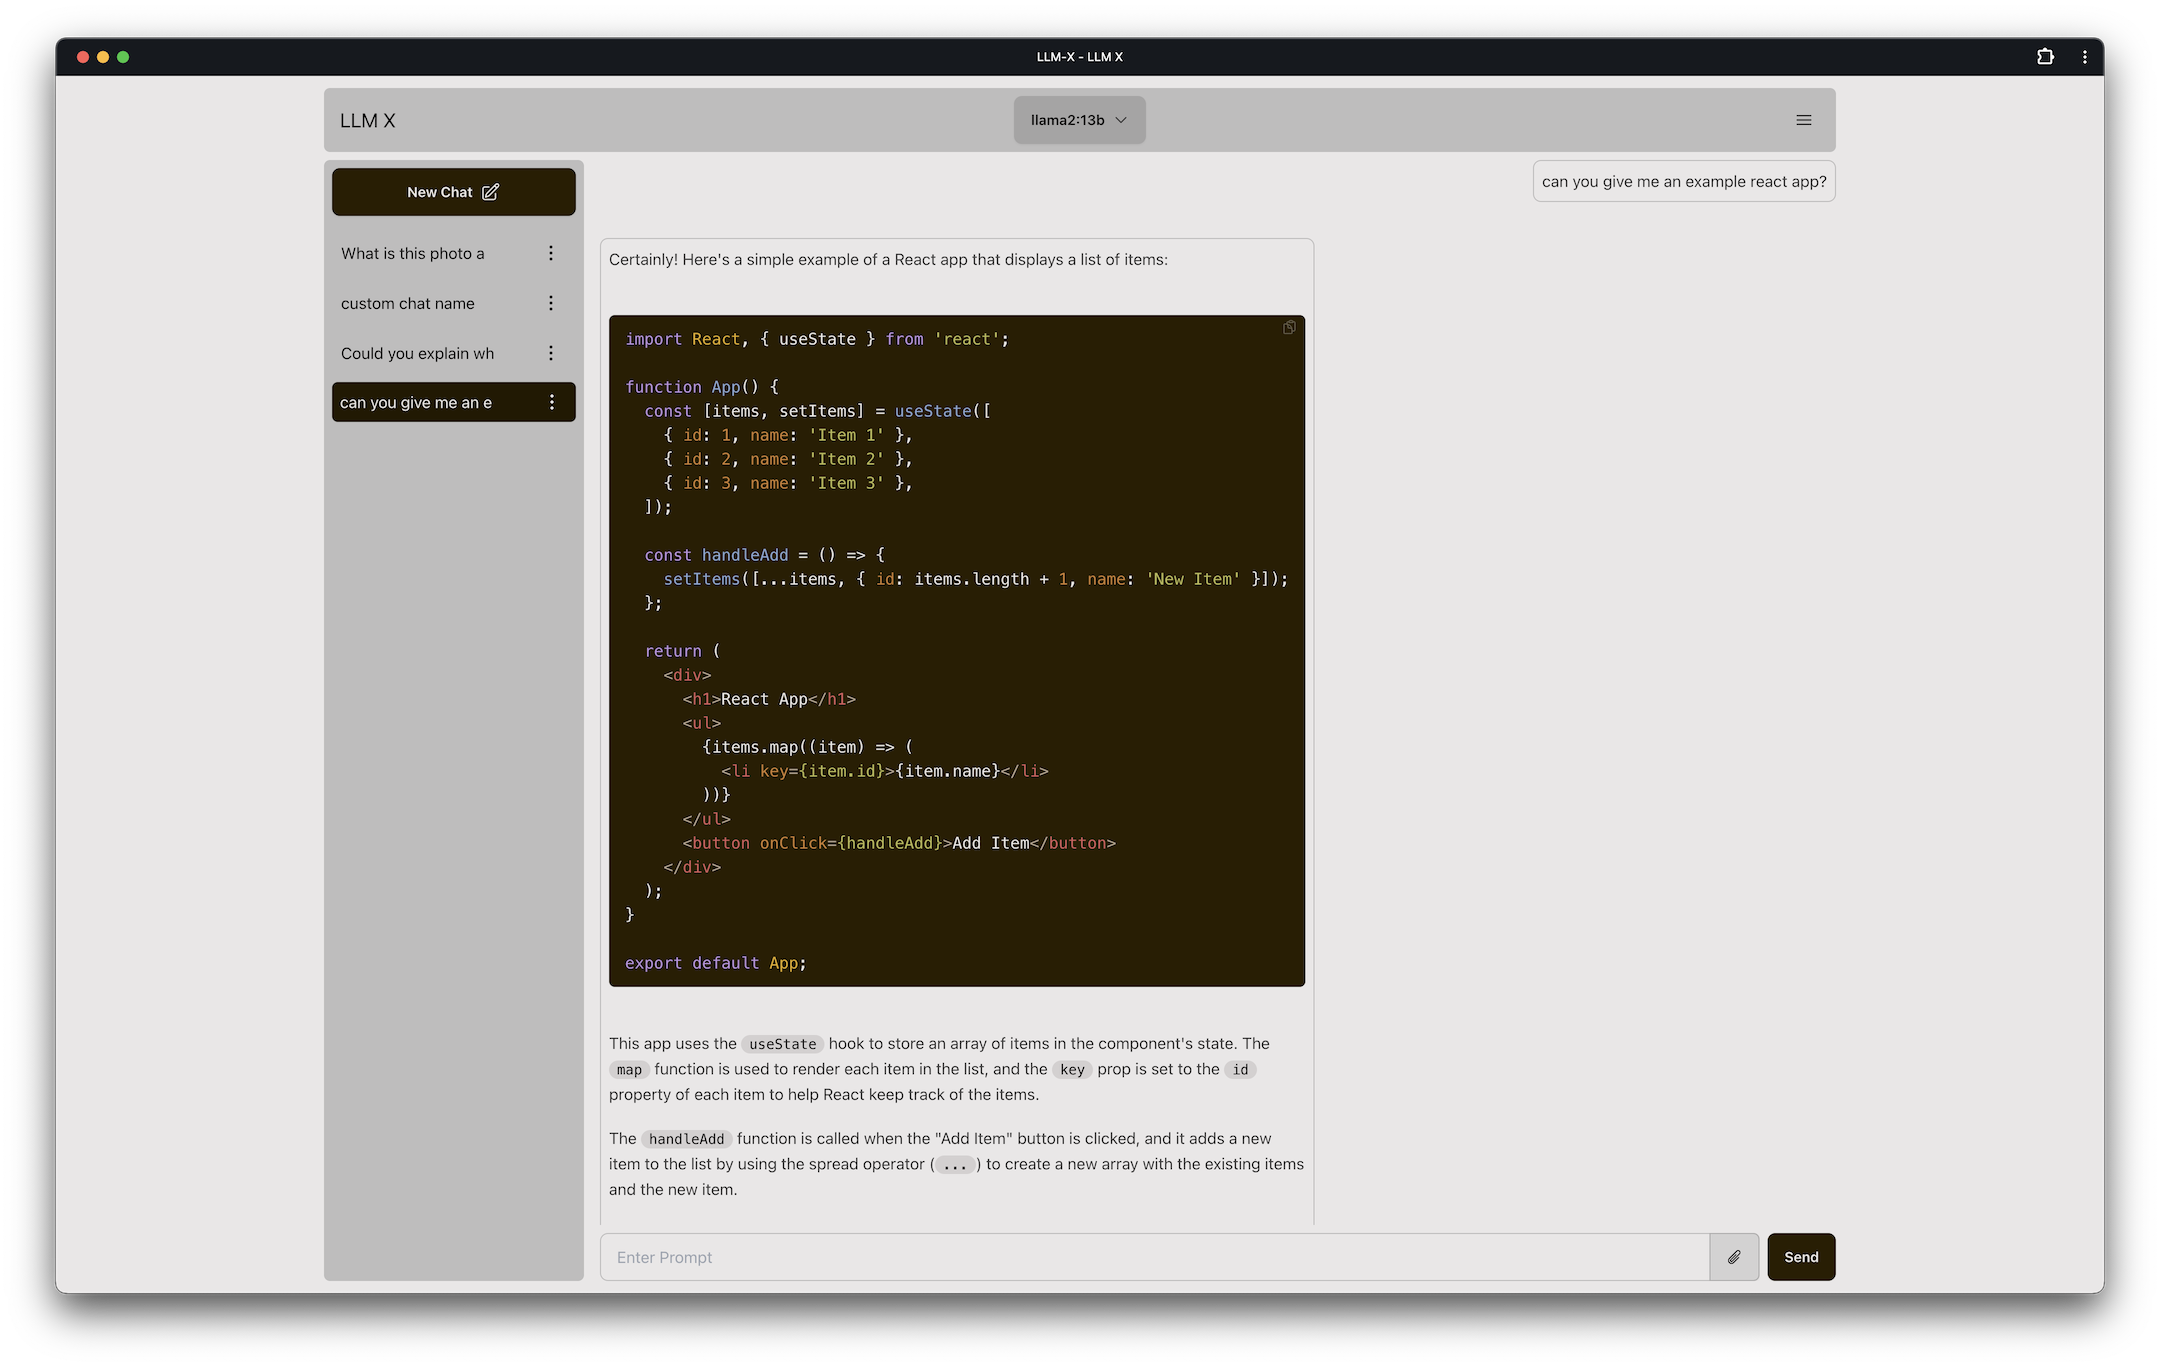 LLM-X - LLM X
LLM X
llama2:13b
New Chat
What is this photo a
custom chat name
Could you explain wh
can you give me an e
can you give me an example react app?
Certainly! Here's a simple example of a React app that displays a list of items:
import React, { useState } from 'react';
function App() {
  const [items, setItems] = useState([
    { id: 1, name: 'Item 1' },
    { id: 2, name: 'Item 2' },
    { id: 3, name: 'Item 3' },
  ]);
  const handleAdd = () => {
    setItems([...items, { id: items.length + 1, name: 'New Item' }]);
  };
  return (
    <div>
      <h1>React App</h1>
      <ul>
        {items.map((item) => (
          <li key={item.id}>{item.name}</li>
        ))}
      </ul>
      <button onClick={handleAdd}>Add Item</button>
    </div>
  );
}
export default App;
This app uses the useState hook to store an array of items in the component's state. The
map function is used to render each item in the list, and the key prop is set to the id
property of each item to help React keep track of the items.
The handleAdd function is called when the "Add Item" button is clicked, and it adds a new
item to the list by using the spread operator (...) to create a new array with the existing items
and the new item.
Enter Prompt
Send